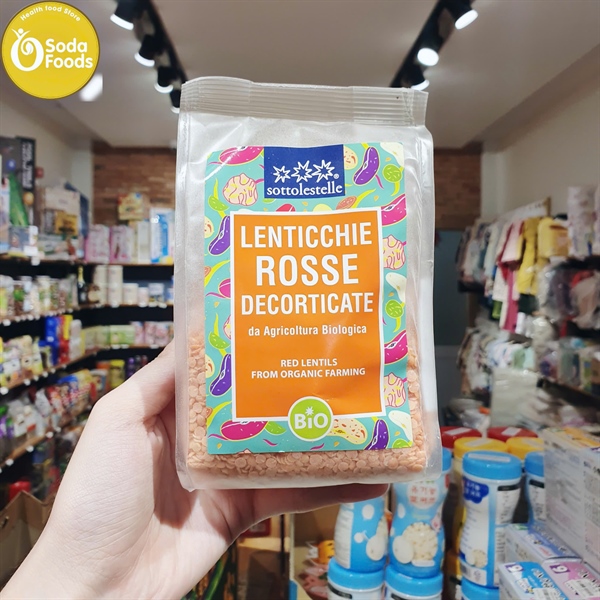 Health food Store
Soda
Foods
sottolestelle®
LENTICCHIE
ROSSE
DECORTICATE
da Agricoltura Biologica
RED LENTILS
FROM ORGANIC FARMING
BiO